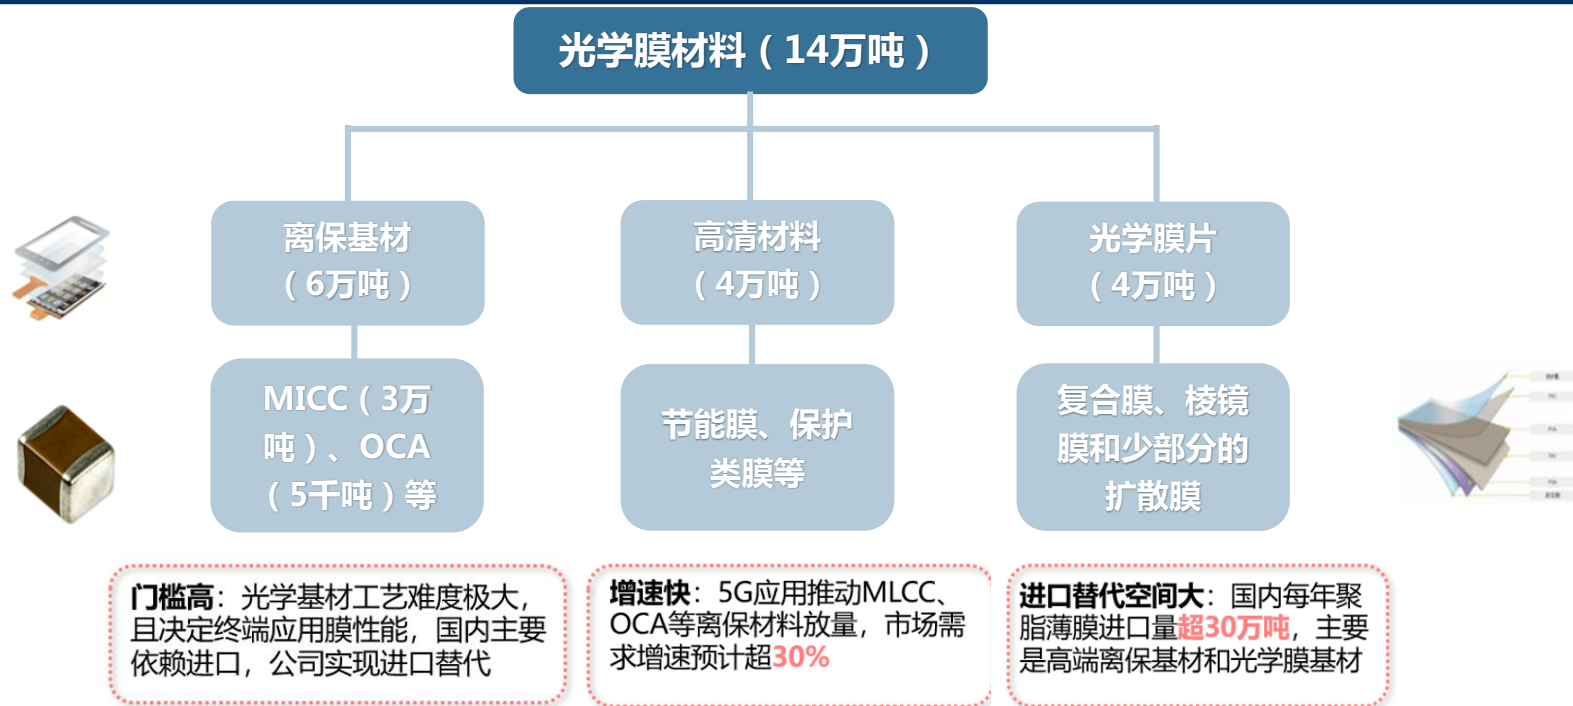 光学膜材料（14万吨）
离保基材
（6万吨）
高清材料
（4万吨）
光学膜片
（4万吨）
MICC（3万
吨）、OCA
（5千吨）等
节能膜、保护
类膜等
复合膜、棱镜
膜和少部分的
扩散膜
门槛高：光学基材工艺难度极大，
且决定终端应用膜性能，国内主要
依赖进口，公司实现进口替代
增速快：5G应用推动MLCC、
OCA等离保材料放量，市场需
求增速预计超30%
进口替代空间大：国内每年聚
脂薄膜进口量超30万吨，主要
是高端离保基材和光学膜基材